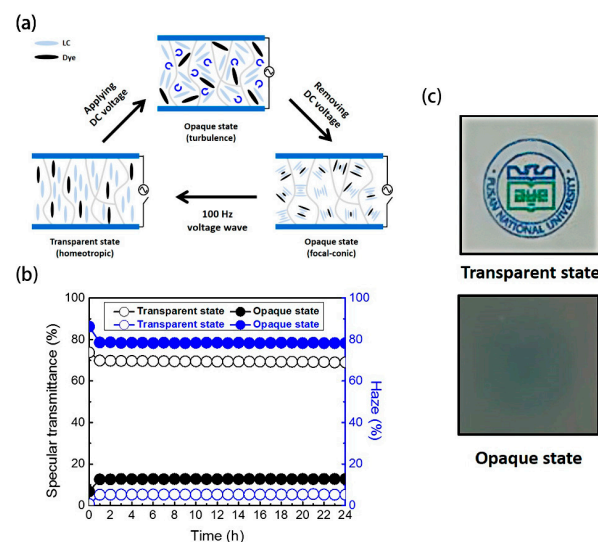 (a)
LC
Dye
Applying
DC voltage
Removing
DC voltage
Opaque state
(turbulence)
100 Hz
voltage wave
Transparent state
(homeotropic)
Opaque state
(focal-conic)
(b)
Transparent state Opaque state
Transparent state Opaque state
Specular transmittance (%)
100
80
60
40
20
0
0 2 4 6 8 10 12 14 16 18 20 22 24
Time (h)
100
80
60
40
20
0
Haze (%)
(c)
PUSAN NATIONAL UNIVERSITY
Transparent state
Opaque state